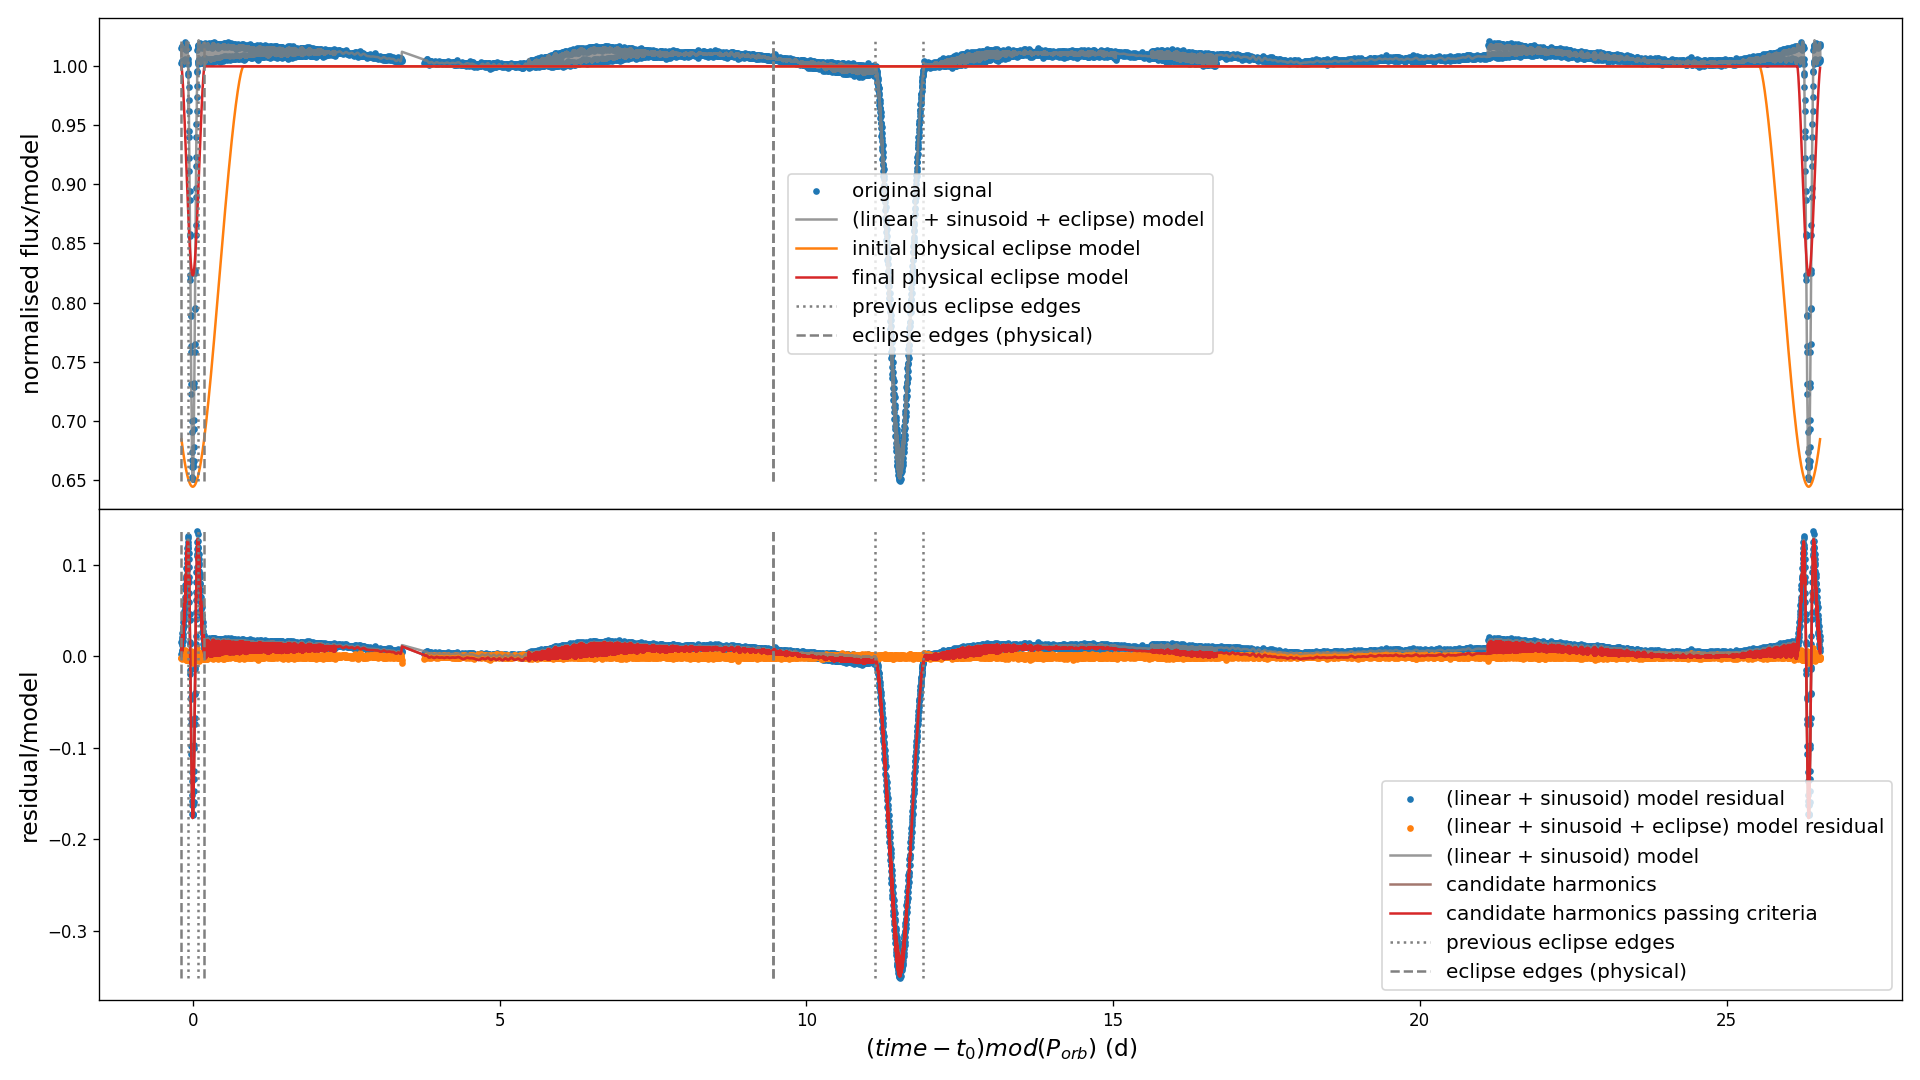 normalised flux/model
1.00
0.95
0.90
0.85
0.80
0.75
0.70
0.65
original signal
(linear + sinusoid + eclipse) model
initial physical eclipse model
final physical eclipse model
previous eclipse edges
eclipse edges (physical)
residual/model
0.1
0.0
−0.1
−0.2
−0.3
(linear + sinusoid) model residual
(linear + sinusoid + eclipse) model residual
(linear + sinusoid) model
candidate harmonics
candidate harmonics passing criteria
previous eclipse edges
eclipse edges (physical)
0 5 10 15 20 25
(time − t₀)mod(P_orb) (d)